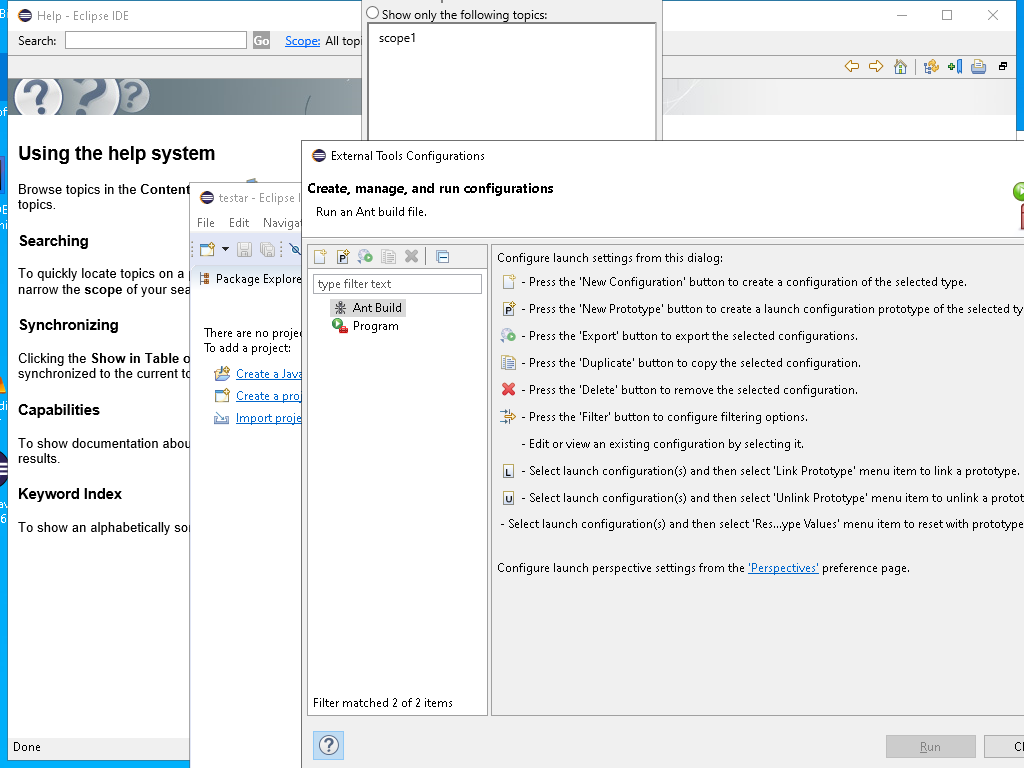 Help - Eclipse IDE
Show only the following topics:
Search:
Go
Scope:
All topi
scope1
Using the help system
Browse topics in the Content
topics.
Searching
To quickly locate topics on a
narrow the scope of your sea
Synchronizing
Clicking the Show in Table o
synchronized to the current to
Capabilities
To show documentation abou
results.
Keyword Index
To show an alphabetically so
Done
testar - Eclipse I
File Edit Navigat
Package Explore
There are no projec
To add a project:
Create a Java
Create a proj
Import proje
External Tools Configurations
Create, manage, and run configurations
Run an Ant build file.
type filter text
Ant Build
Program
Filter matched 2 of 2 items
Configure launch settings from this dialog:
- Press the 'New Configuration' button to create a configuration of the selected type.
- Press the 'New Prototype' button to create a launch configuration prototype of the selected ty
- Press the 'Export' button to export the selected configurations.
- Press the 'Duplicate' button to copy the selected configuration.
- Press the 'Delete' button to remove the selected configuration.
- Press the 'Filter' button to configure filtering options.
- Edit or view an existing configuration by selecting it.
L - Select launch configuration(s) and then select 'Link Prototype' menu item to link a prototype.
U - Select launch configuration(s) and then select 'Unlink Prototype' menu item to unlink a protot
- Select launch configuration(s) and then select 'Res...ype Values' menu item to reset with prototype
Configure launch perspective settings from the 'Perspectives' preference page.
Run
Cl